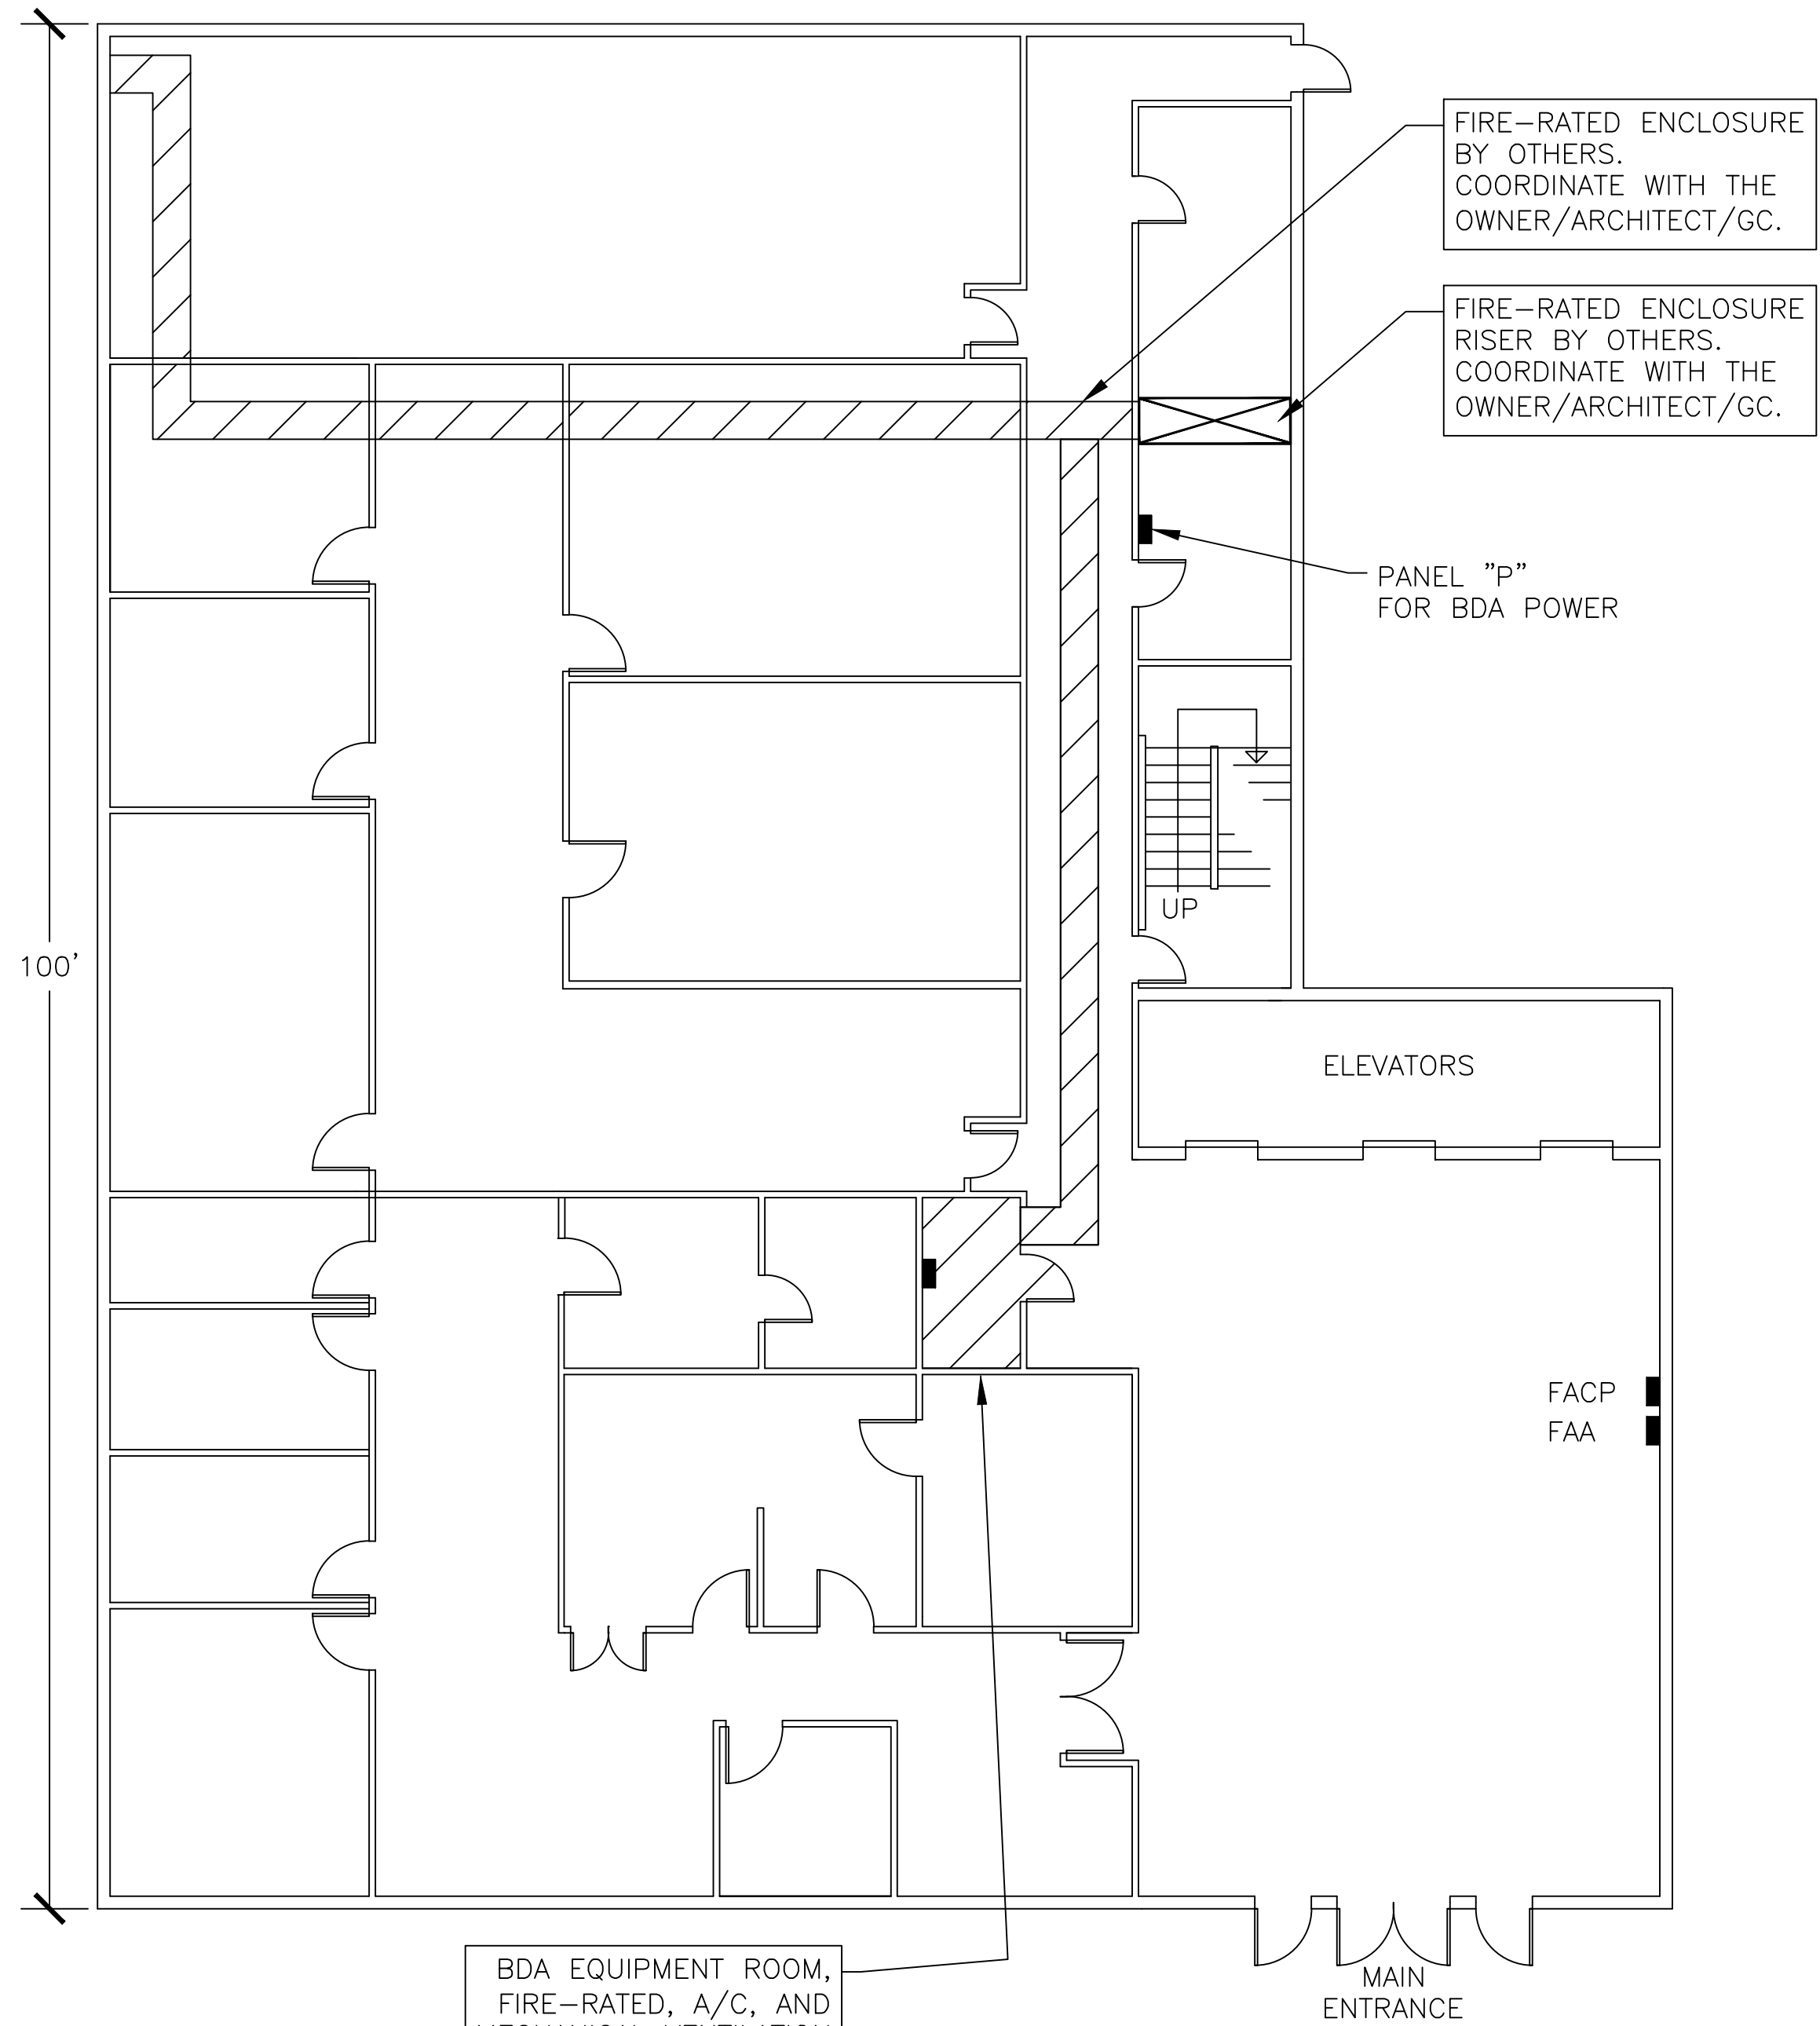 FIRE-RATED ENCLOSURE
BY OTHERS.
COORDINATE WITH THE
OWNER/ARCHITECT/GC.
FIRE-RATED ENCLOSURE
RISER BY OTHERS.
COORDINATE WITH THE
OWNER/ARCHITECT/GC.
PANEL "P"
FOR BDA POWER
UP
100'
ELEVATORS
FACP
FAA
BDA EQUIPMENT ROOM,
FIRE-RATED, A/C, AND
MECHANICAL VENTILATION
MAIN
ENTRANCE